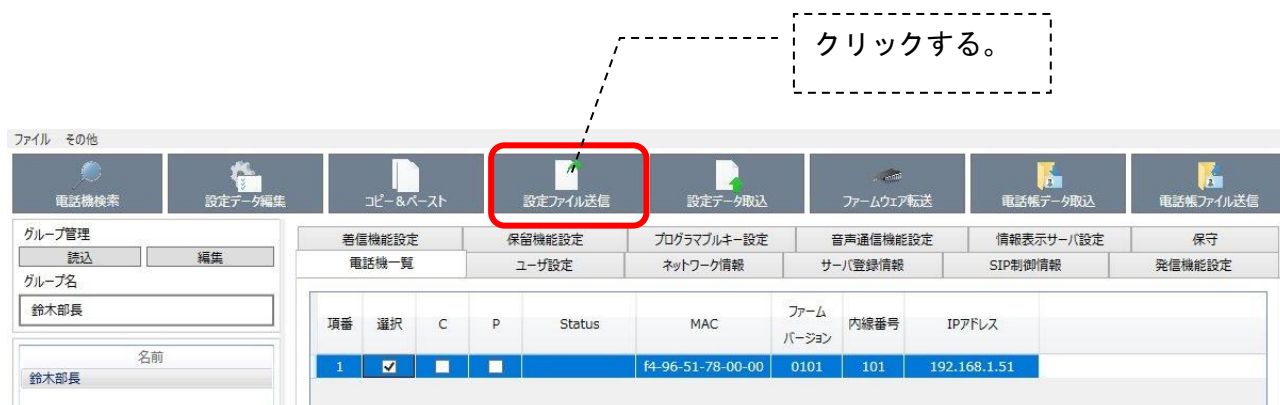 クリックする。
ファイル その他
電話機検索 設定データ編集 コピー&ペースト 設定ファイル送信 設定データ取込 ファームウェア転送 電話帳データ取込 電話帳ファイル送信
グループ管理
読込 編集
グループ名
鈴木部長
名前
鈴木部長
着信機能設定 保留機能設定 プログラマブルキー設定 音声通信機能設定 情報表示サーバ設定 保守
電話機一覧 ユーザ設定 ネットワーク情報 サーバ登録情報 SIP制御情報 発信機能設定
項番 選択 C P Status MAC ファーム 内線番号 IPアドレス
バージョン
1 f4-96-51-78-00-00 0101 101 192.168.1.51